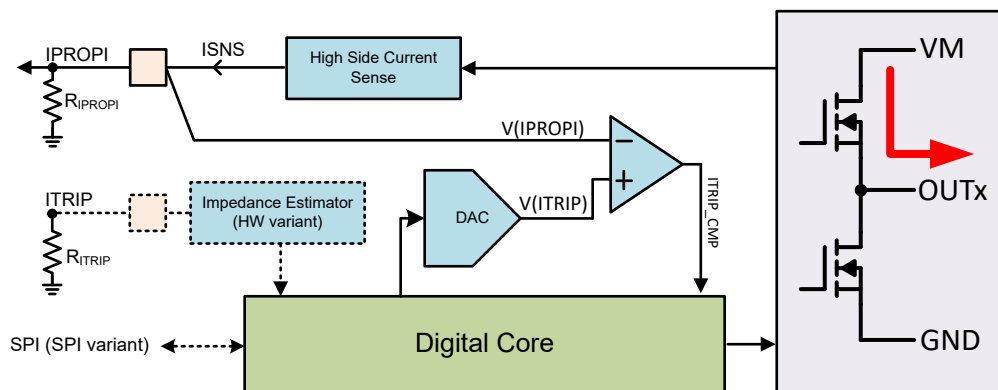 IPROPI
ISNS
High Side Current
Sense
VM
RIPROPI
V(IPROPI)
−
+
ITRIP
Impedance Estimator
(HW variant)
DAC
V(ITRIP)
ITRIP_CMP
OUTx
RITRIP
SPI (SPI variant)
Digital Core
GND